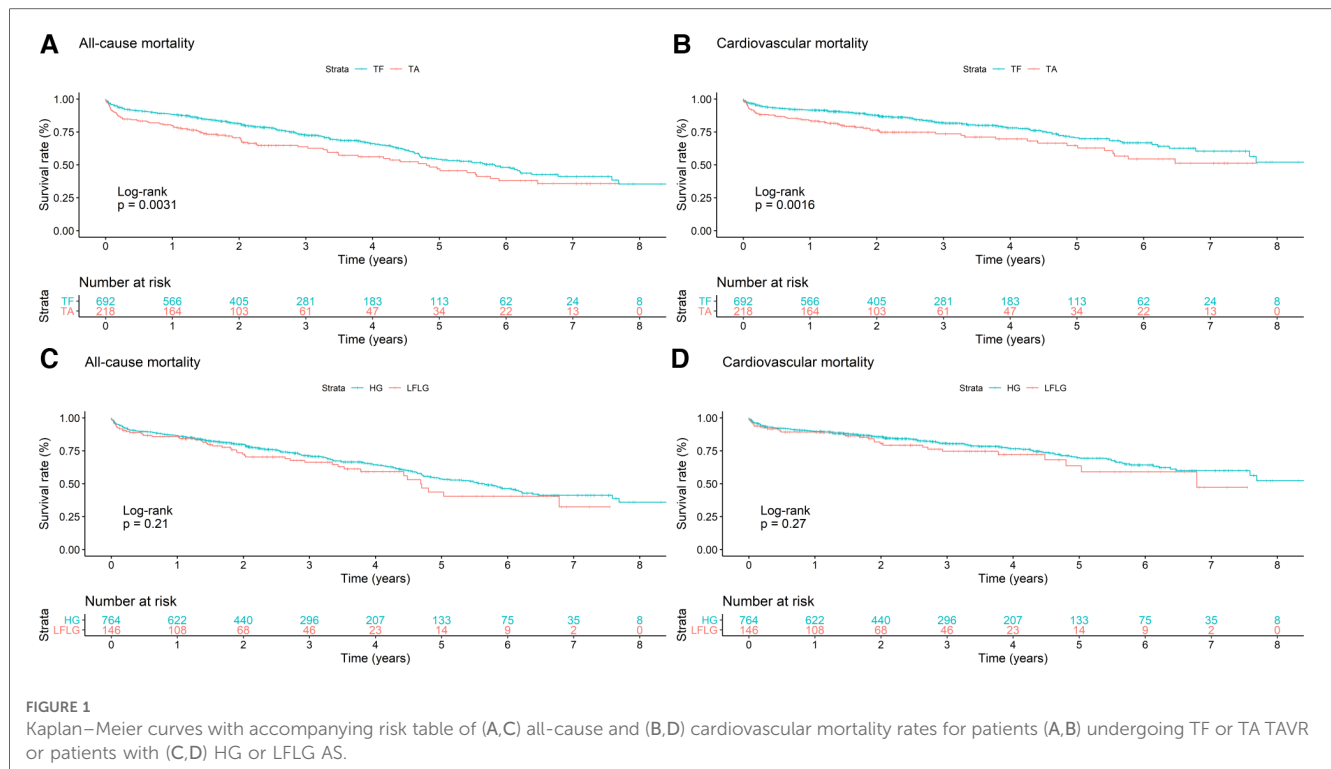 A All-cause mortality
Strata TF TA
Survival rate (%)
1.00
0.75
0.50
0.25
0.00
Log-rank
p = 0.0031
0 1 2 3 4 5 6 7 8
Time (years)
Number at risk
Strata
TF 692 566 405 281 183 113 62 24 8
TA 218 164 103 61 47 34 22 13 0
0 1 2 3 4 5 6 7 8
Time (years)
B Cardiovascular mortality
Strata TF TA
Survival rate (%)
1.00
0.75
0.50
0.25
0.00
Log-rank
p = 0.0016
0 1 2 3 4 5 6 7 8
Time (years)
Number at risk
Strata
TF 692 566 405 281 183 113 62 24 8
TA 218 164 103 61 47 34 22 13 0
0 1 2 3 4 5 6 7 8
Time (years)
C All-cause mortality
Strata HG LFLG
Survival rate (%)
1.00
0.75
0.50
0.25
0.00
Log-rank
p = 0.21
0 1 2 3 4 5 6 7 8
Time (years)
Number at risk
Strata
HG 764 622 440 296 207 133 75 35 8
LFLG 146 108 68 46 23 14 9 2 0
0 1 2 3 4 5 6 7 8
Time (years)
D Cardiovascular mortality
Strata HG LFLG
Survival rate (%)
1.00
0.75
0.50
0.25
0.00
Log-rank
p = 0.27
0 1 2 3 4 5 6 7 8
Time (years)
Number at risk
Strata
HG 764 622 440 296 207 133 75 35 8
LFLG 146 108 68 46 23 14 9 2 0
0 1 2 3 4 5 6 7 8
Time (years)
FIGURE 1
Kaplan–Meier curves with accompanying risk table of (A,C) all-cause and (B,D) cardiovascular mortality rates for patients (A,B) undergoing TF or TA TAVR
or patients with (C,D) HG or LFLG AS.